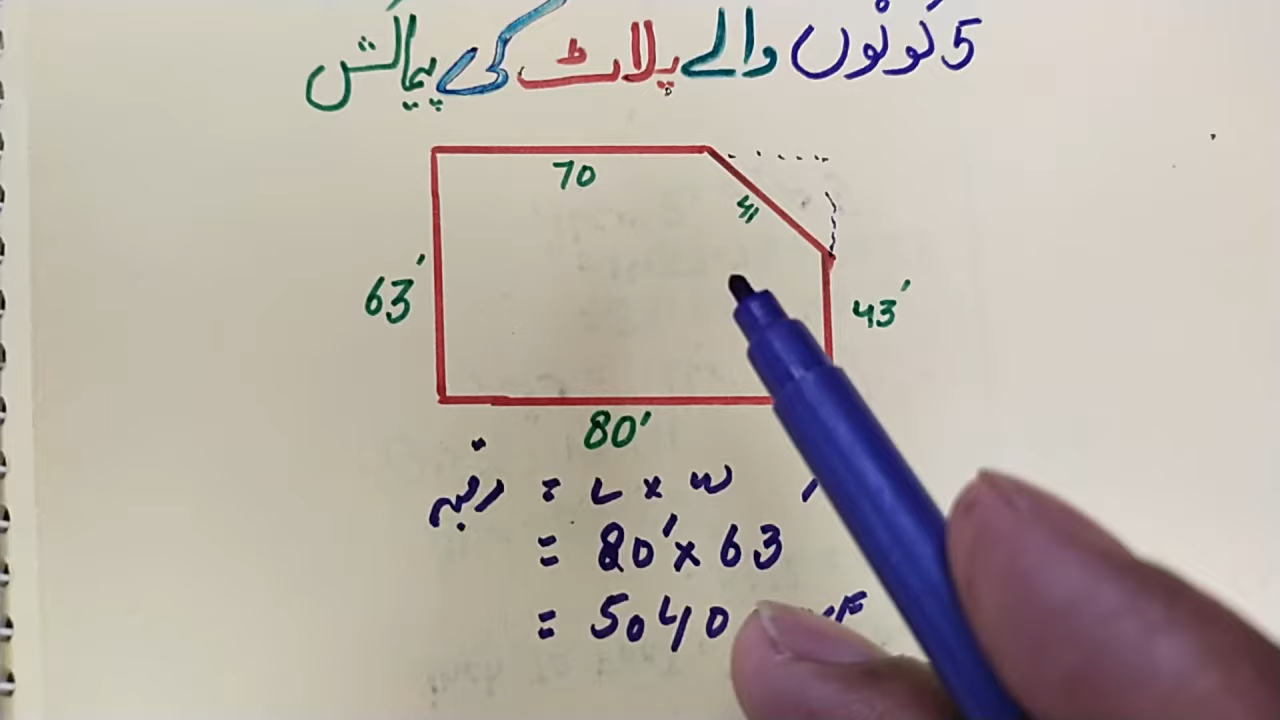 5 کونوں والے پلاٹ کی پیمائش
70
41
63'
43'
80'
رقبہ = L x W
= 80' x 63
= 5040